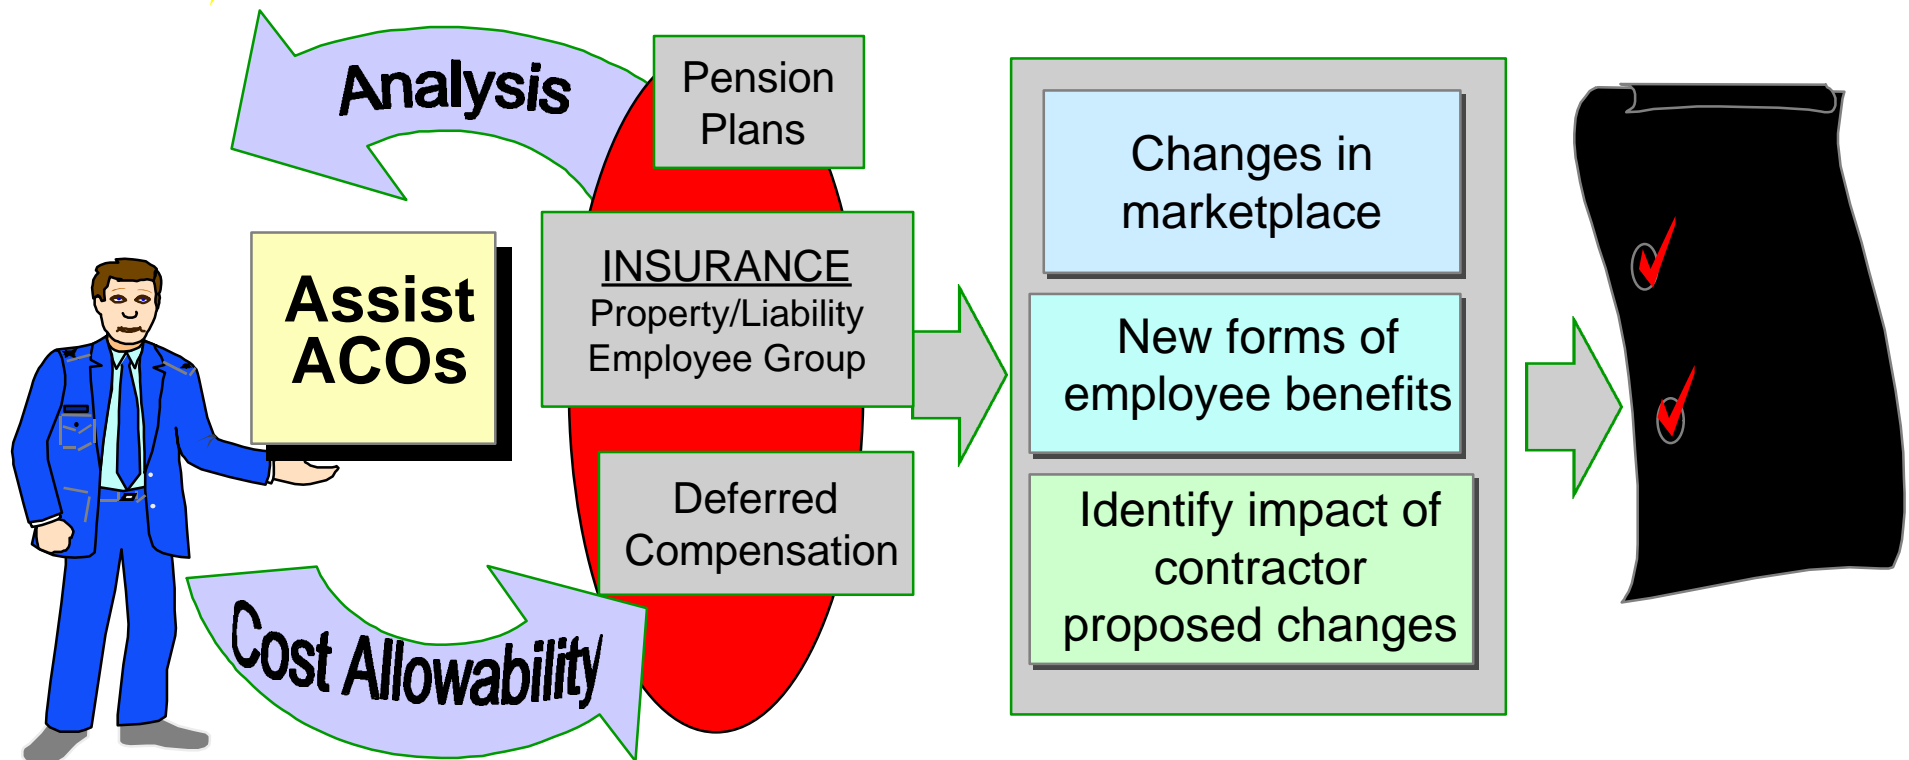 Analysis
Pension
Plans
Assist
ACOs
INSURANCE
Property/Liability
Employee Group
Deferred
Compensation
Cost Allowability
Changes in
marketplace
New forms of
employee benefits
Identify impact of
contractor
proposed changes